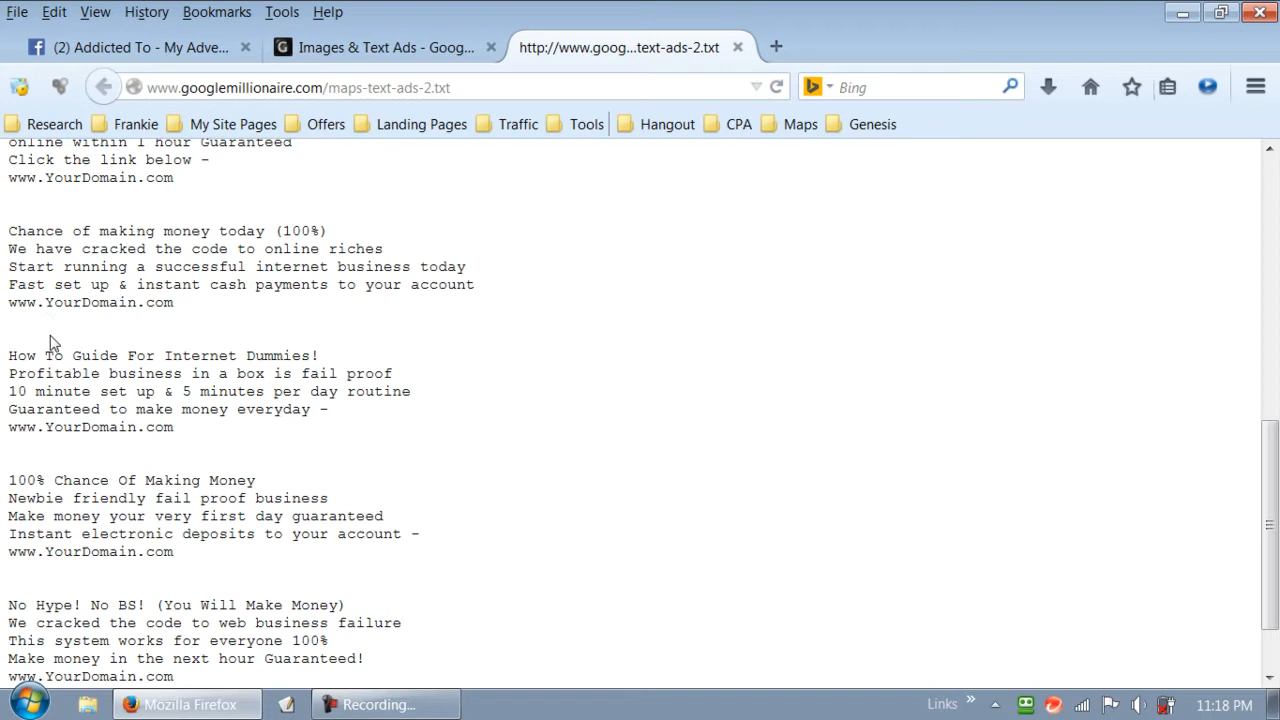 File Edit View History Bookmarks Tools Help
(2) Addicted To - My Adve...
Images & Text Ads - Goog...
http://www.goog...text-ads-2.txt
www.googlemillionaire.com/maps-text-ads-2.txt
Bing
Research Frankie My Site Pages Offers Landing Pages Traffic Tools Hangout CPA Maps Genesis
online within 1 hour Guaranteed
Click the link below -
www.YourDomain.com
Chance of making money today (100%)
We have cracked the code to online riches
Start running a successful internet business today
Fast set up & instant cash payments to your account
www.YourDomain.com
How To Guide For Internet Dummies!
Profitable business in a box is fail proof
10 minute set up & 5 minutes per day routine
Guaranteed to make money everyday -
www.YourDomain.com
100% Chance Of Making Money
Newbie friendly fail proof business
Make money your very first day guaranteed
Instant electronic deposits to your account -
www.YourDomain.com
No Hype! No BS! (You Will Make Money)
We cracked the code to web business failure
This system works for everyone 100%
Make money in the next hour Guaranteed!
www.YourDomain.com
Mozilla Firefox
Recording...
Links »
11:18 PM